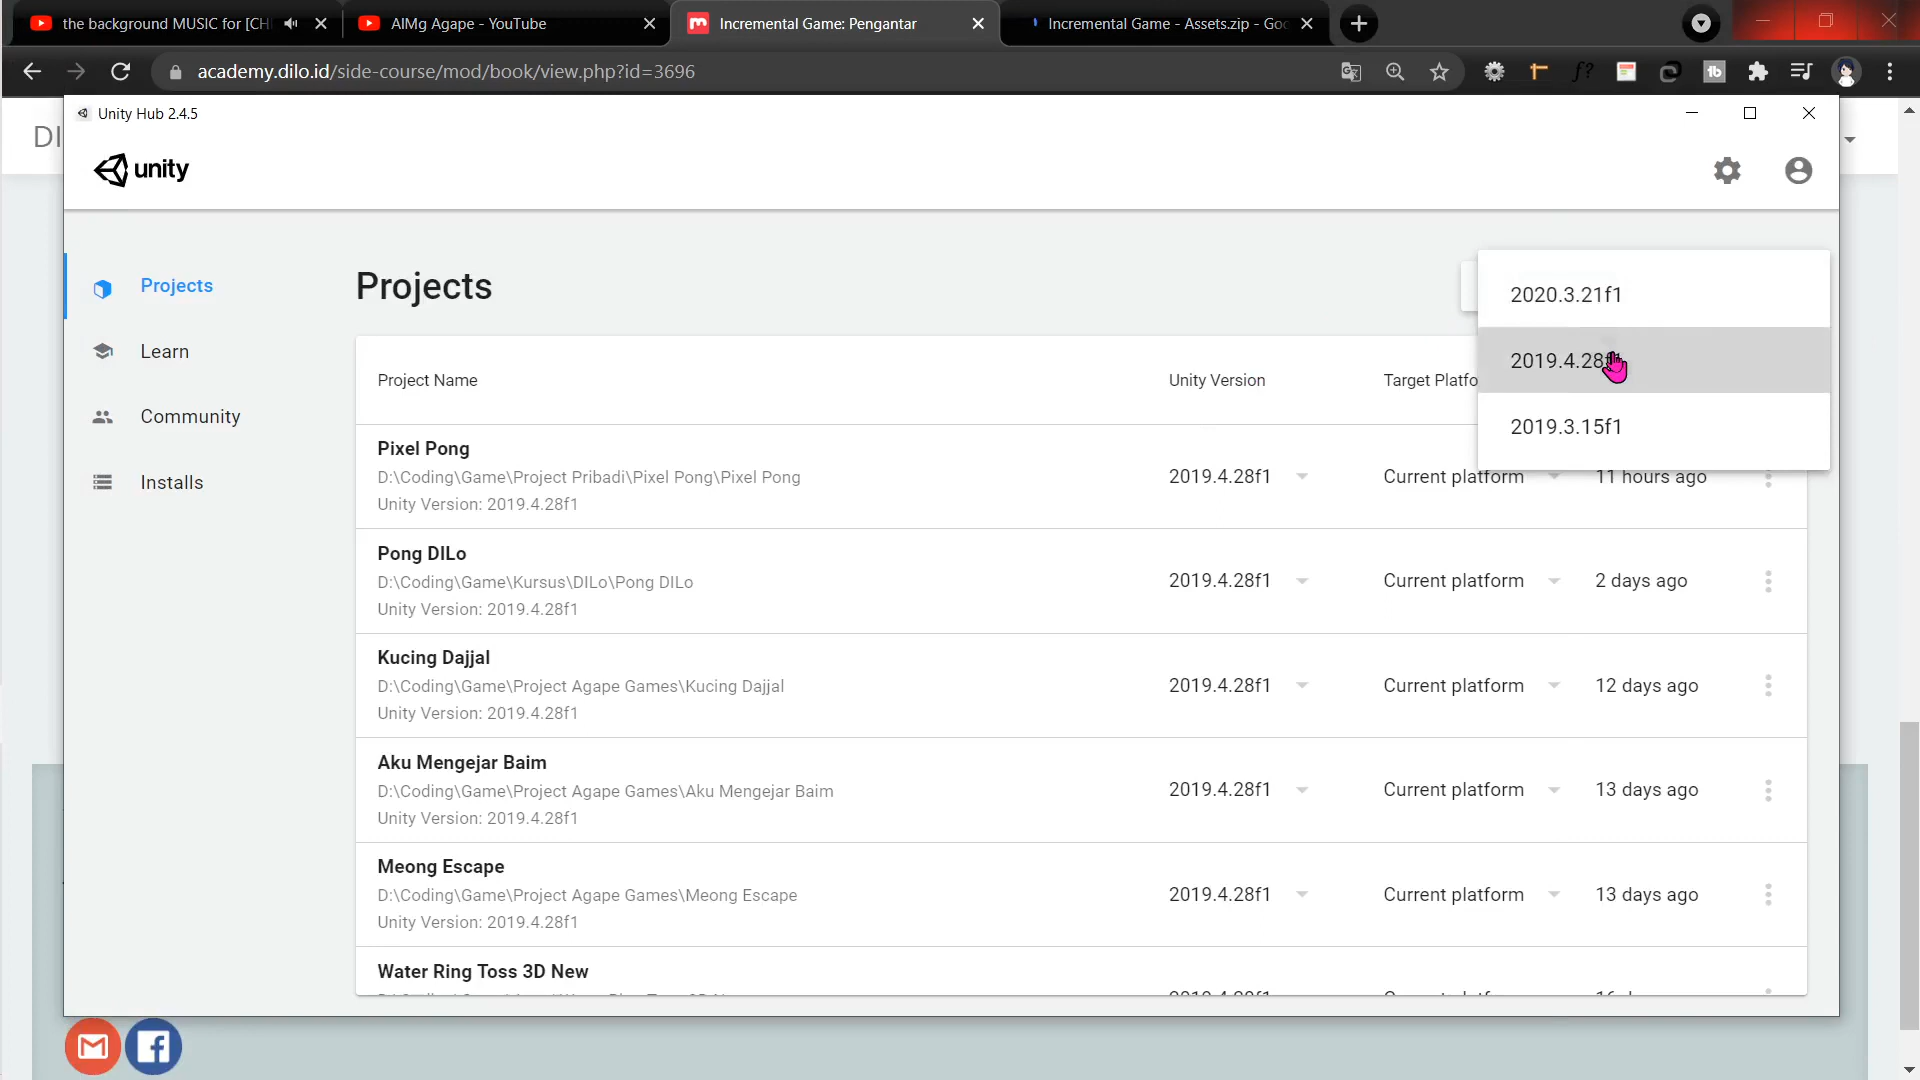 the background MUSIC for [CH
AIMg Agape - YouTube
Incremental Game: Pengantar
Incremental Game - Assets.zip - Goo
academy.dilo.id/side-course/mod/book/view.php?id=3696
DI
Unity Hub 2.4.5
unity
Projects
Learn
Community
Installs
Projects
2020.3.21f1
2019.4.28f1
2019.3.15f1
Project Name
Unity Version
Target Platfo
Pixel Pong
D:\Coding\Game\Project Pribadi\Pixel Pong\Pixel Pong
Unity Version: 2019.4.28f1
2019.4.28f1
Current platform
11 hours ago
Pong DILo
D:\Coding\Game\Kursus\DILo\Pong DILo
Unity Version: 2019.4.28f1
2019.4.28f1
Current platform
2 days ago
Kucing Dajjal
D:\Coding\Game\Project Agape Games\Kucing Dajjal
Unity Version: 2019.4.28f1
2019.4.28f1
Current platform
12 days ago
Aku Mengejar Baim
D:\Coding\Game\Project Agape Games\Aku Mengejar Baim
Unity Version: 2019.4.28f1
2019.4.28f1
Current platform
13 days ago
Meong Escape
D:\Coding\Game\Project Agape Games\Meong Escape
Unity Version: 2019.4.28f1
2019.4.28f1
Current platform
13 days ago
Water Ring Toss 3D New